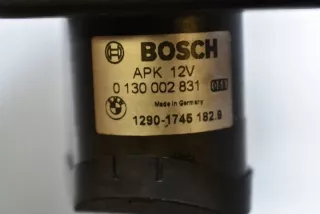 BOSCH
APK 12V
0 130 002 831
Made in Germany
1290-1745 182.9